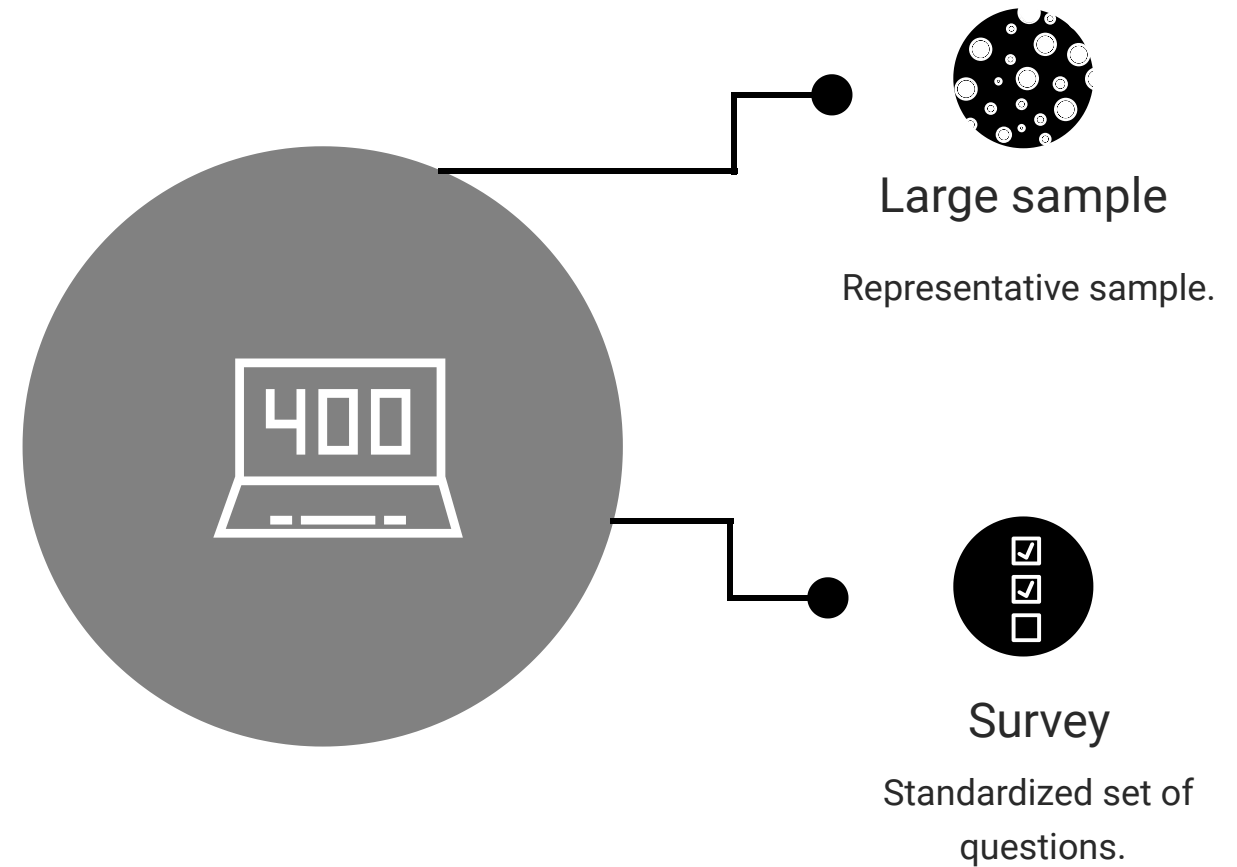 400
Large sample
Representative sample.
Survey
Standardized set of
questions.